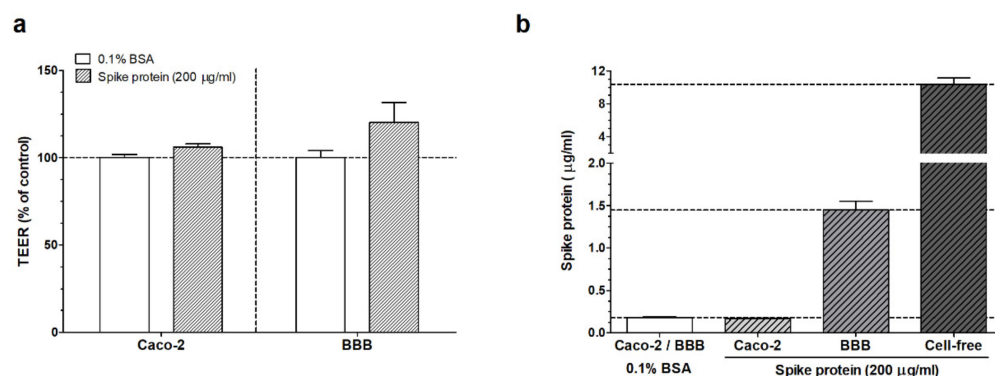 a
0.1% BSA
Spike protein (200 μg/ml)
TEER (% of control)
150
100
50
0
Caco-2
BBB
b
Spike protein ( μg/ml)
12
8
4
2.0
1.5
1.0
0.5
0.0
Caco-2 / BBB
Caco-2
BBB
Cell-free
0.1% BSA
Spike protein (200 μg/ml)